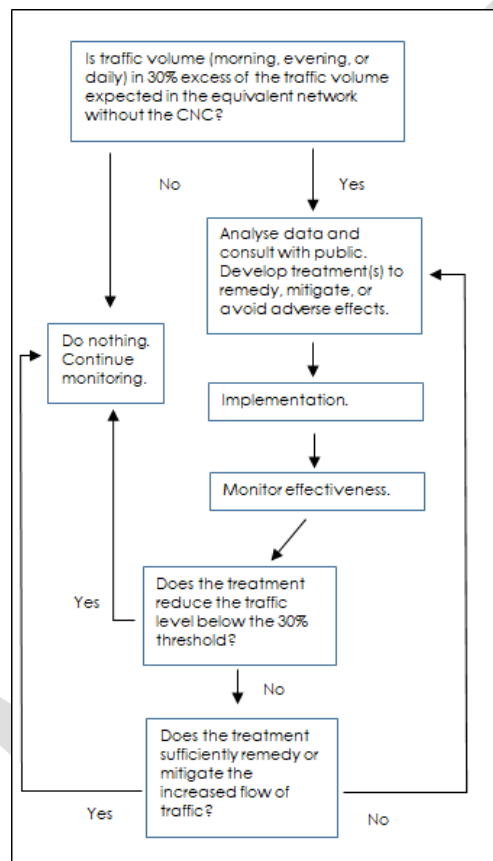 Is traffic volume (morning, evening, or
daily) in 30% excess of the traffic volume
expected in the equivalent network
without the CNC?
No
Yes
Analyse data and
consult with public.
Develop treatment(s) to
remedy, mitigate, or
avoid adverse effects.
Do nothing.
Continue
monitoring.
Implementation.
Monitor effectiveness.
Does the treatment
reduce the traffic
level below the 30%
threshold?
Yes
No
Does the treatment
sufficiently remedy or
mitigate the
increased flow of
traffic?
Yes
No